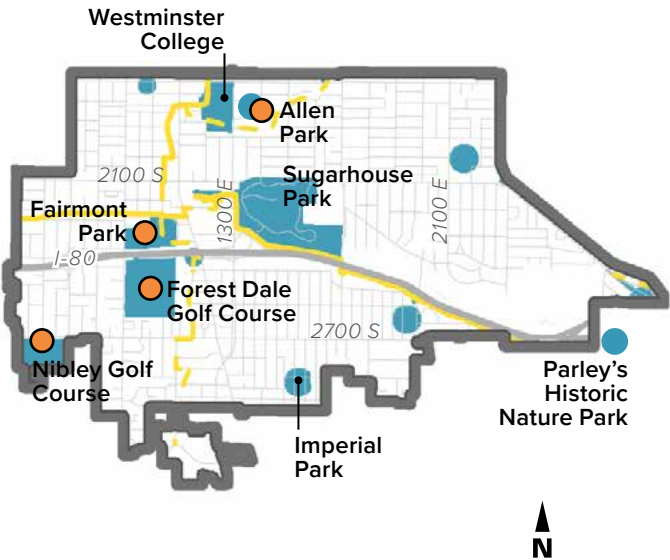 Westminster
College
Allen
Park
2100 S
Sugarhouse
Park
1300 E
2100 E
Fairmont
Park
I-80
Forest Dale
Golf Course
2700 S
Nibley Golf
Course
Parley's
Historic
Nature Park
Imperial
Park
N